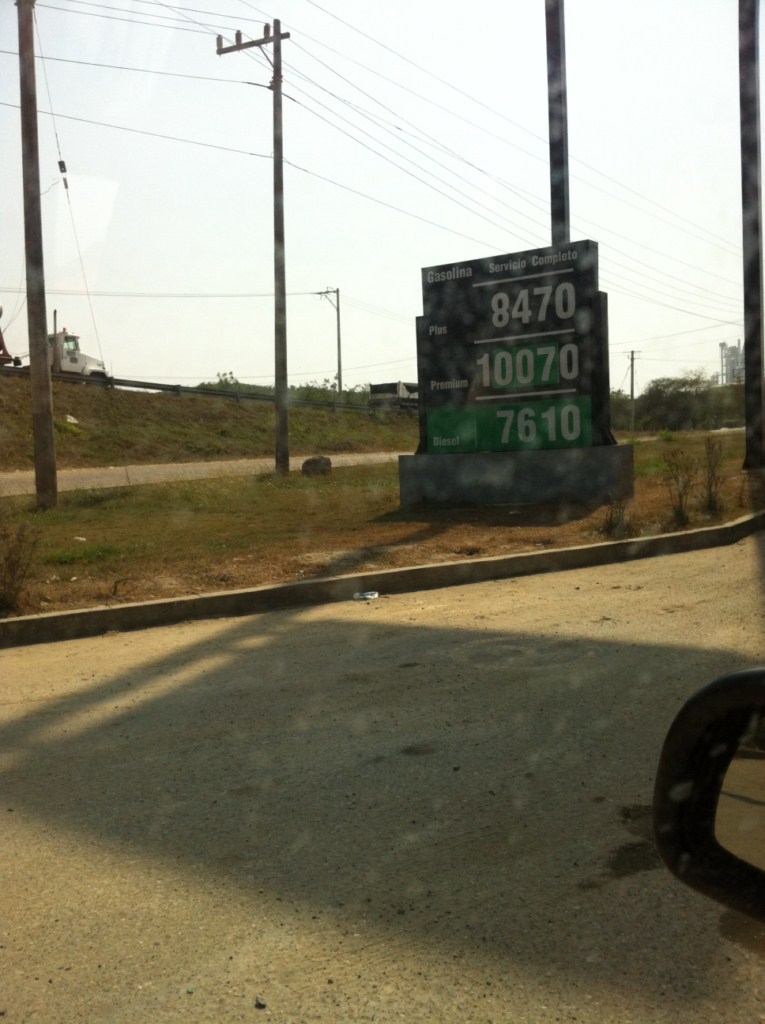 Gasolina Servicio Completo
8470
Plus
10070
Premium
7610
Diesel